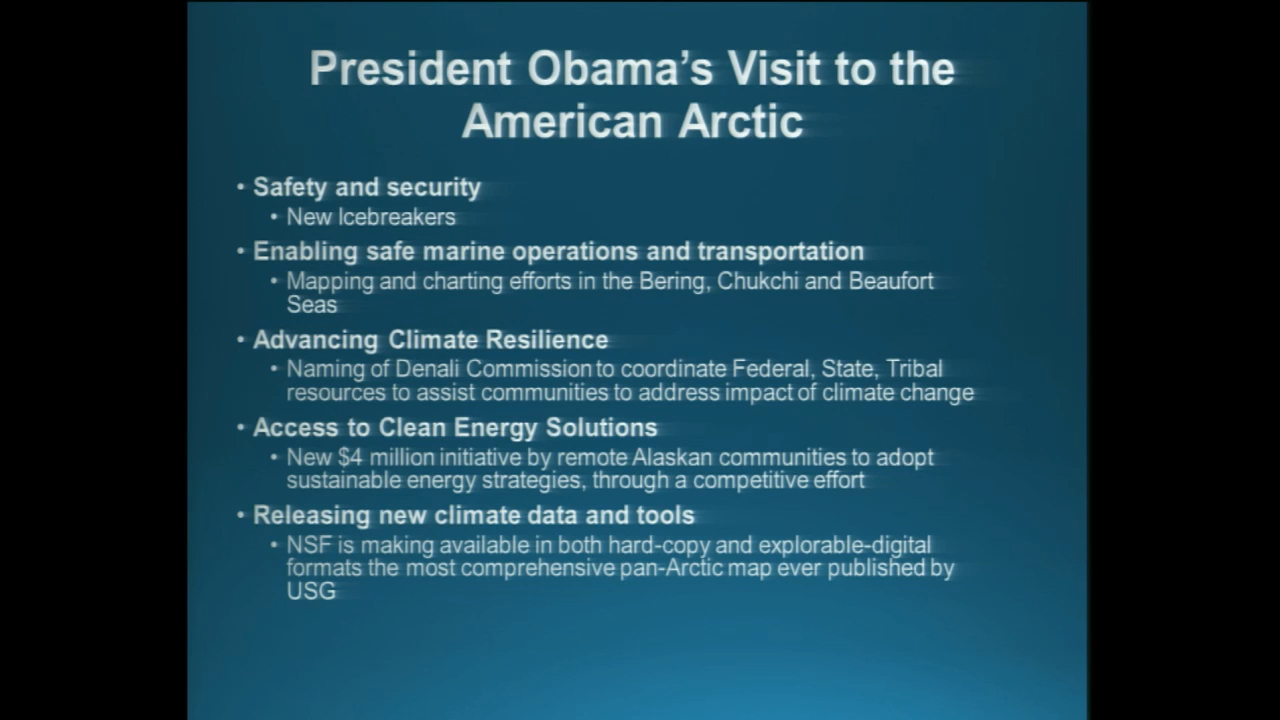 President Obama's Visit to the
American Arctic
• Safety and security
• New Icebreakers
• Enabling safe marine operations and transportation
• Mapping and charting efforts in the Bering, Chukchi and Beaufort
Seas
• Advancing Climate Resilience
• Naming of Denali Commission to coordinate Federal, State, Tribal
resources to assist communities to address impact of climate change
• Access to Clean Energy Solutions
• New $4 million initiative by remote Alaskan communities to adopt
sustainable energy strategies, through a competitive effort
• Releasing new climate data and tools
• NSF is making available in both hard-copy and explorable-digital
formats the most comprehensive pan-Arctic map ever published by
USG